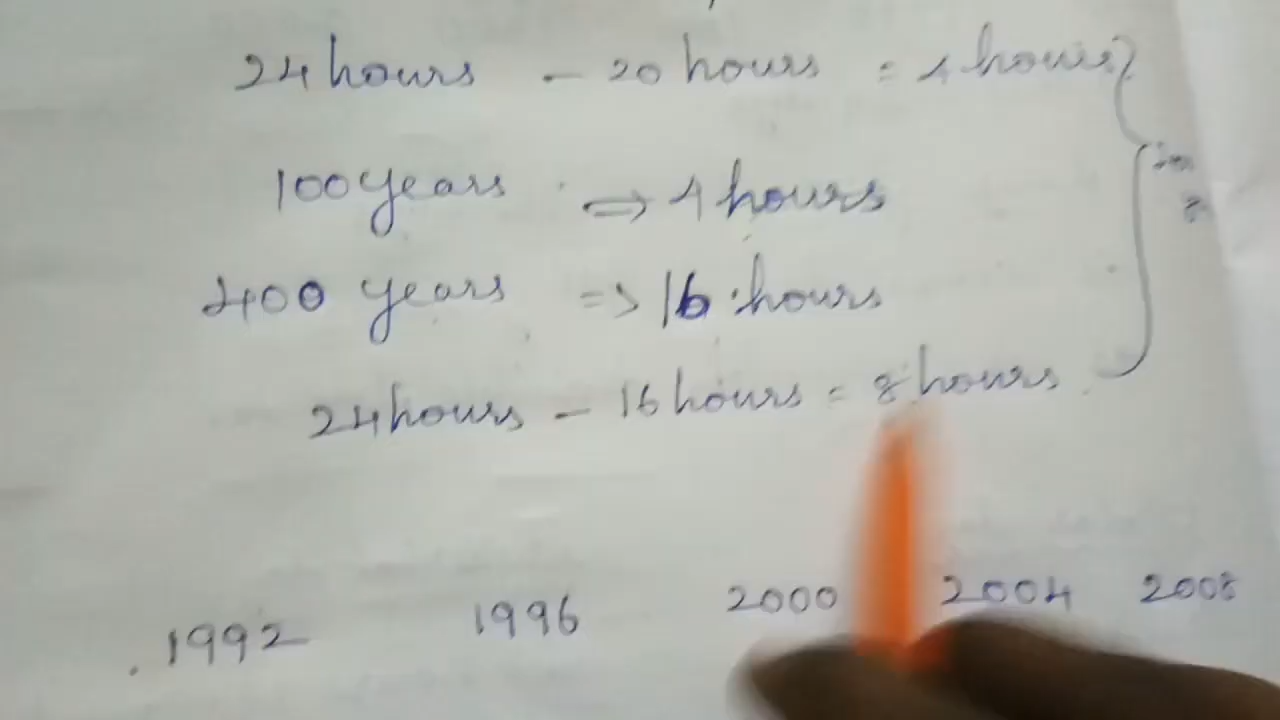 24 hours - 20 hours = 4 hours
100 years ⇒ 4 hours
400 years => 16 hours
24 hours - 16 hours = 8 hours
1992 1996 2000 2004 2008